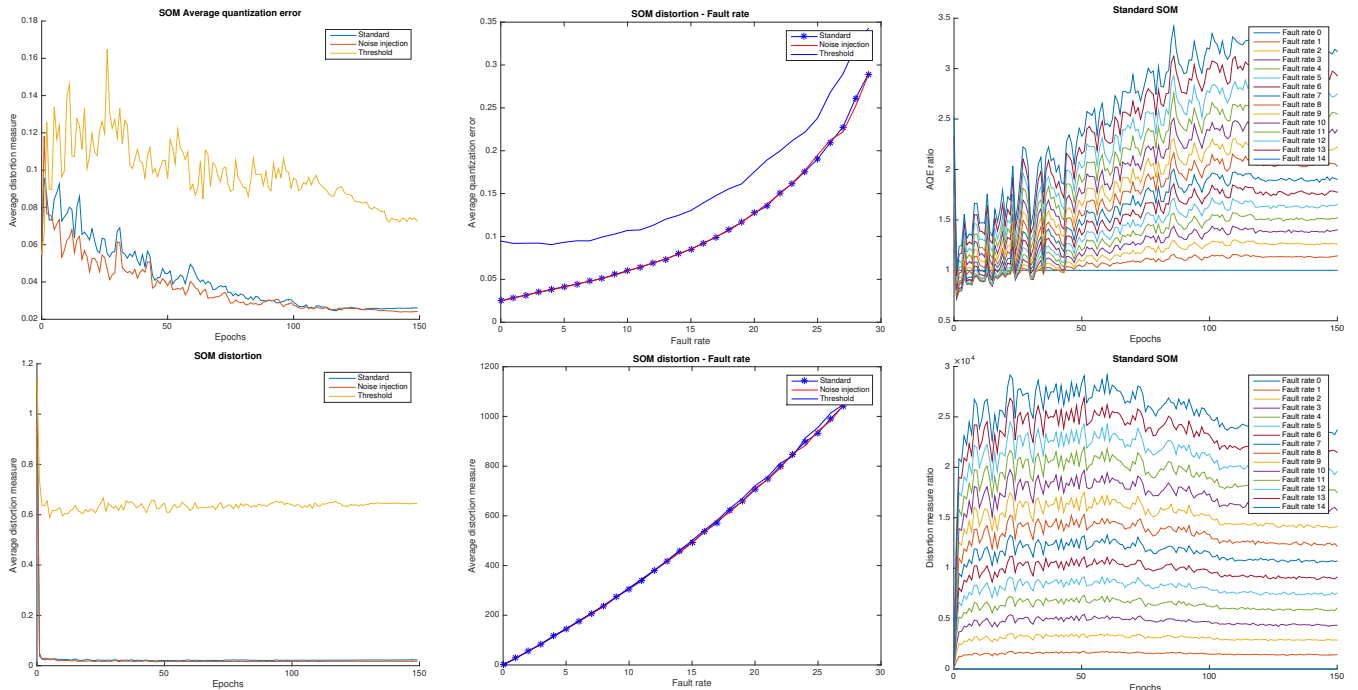 SOM Average quantization error
Average distortion measure
0.18
0.16
0.14
0.12
0.1
0.08
0.06
0.04
0.02
0
50
100
150
Epochs
Standard
Noise injection
Threshold
SOM distortion - Fault rate
Average quantization error
0.35
0.3
0.25
0.2
0.15
0.1
0.05
0
0
5
10
15
20
25
30
Fault rate
Standard
Noise injection
Threshold
Standard SOM
AQE ratio
4
3.5
3
2.5
2
1.5
1
0.5
0
50
100
150
Epochs
Fault rate 0
Fault rate 1
Fault rate 2
Fault rate 3
Fault rate 4
Fault rate 5
Fault rate 6
Fault rate 7
Fault rate 8
Fault rate 9
Fault rate 10
Fault rate 11
Fault rate 12
Fault rate 13
Fault rate 14
SOM distortion
Average distortion measure
1.2
1
0.8
0.6
0.4
0.2
0
0
50
100
150
Epochs
Standard
Noise injection
Threshold
SOM distortion - Fault rate
Average distortion measure
1200
1000
800
600
400
200
0
0
5
10
15
20
25
30
Fault rate
Standard
Noise injection
Threshold
Standard SOM
×10⁴
Distortion measure ratio
3
2.5
2
1.5
1
0.5
0
0
50
100
150
Epochs
Fault rate 0
Fault rate 1
Fault rate 2
Fault rate 3
Fault rate 4
Fault rate 5
Fault rate 6
Fault rate 7
Fault rate 8
Fault rate 9
Fault rate 10
Fault rate 11
Fault rate 12
Fault rate 13
Fault rate 14